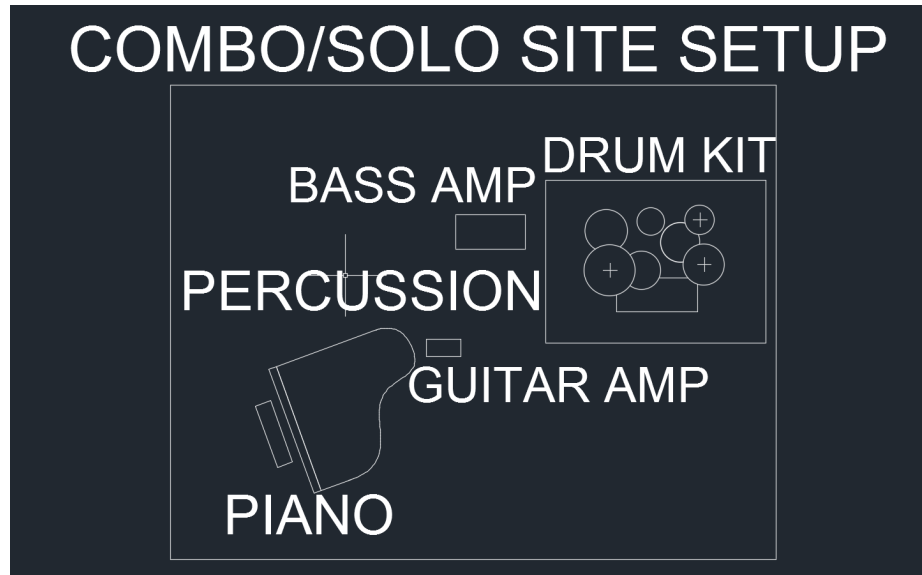 COMBO/SOLO SITE SETUP
DRUM KIT
BASS AMP
PERCUSSION
GUITAR AMP
PIANO